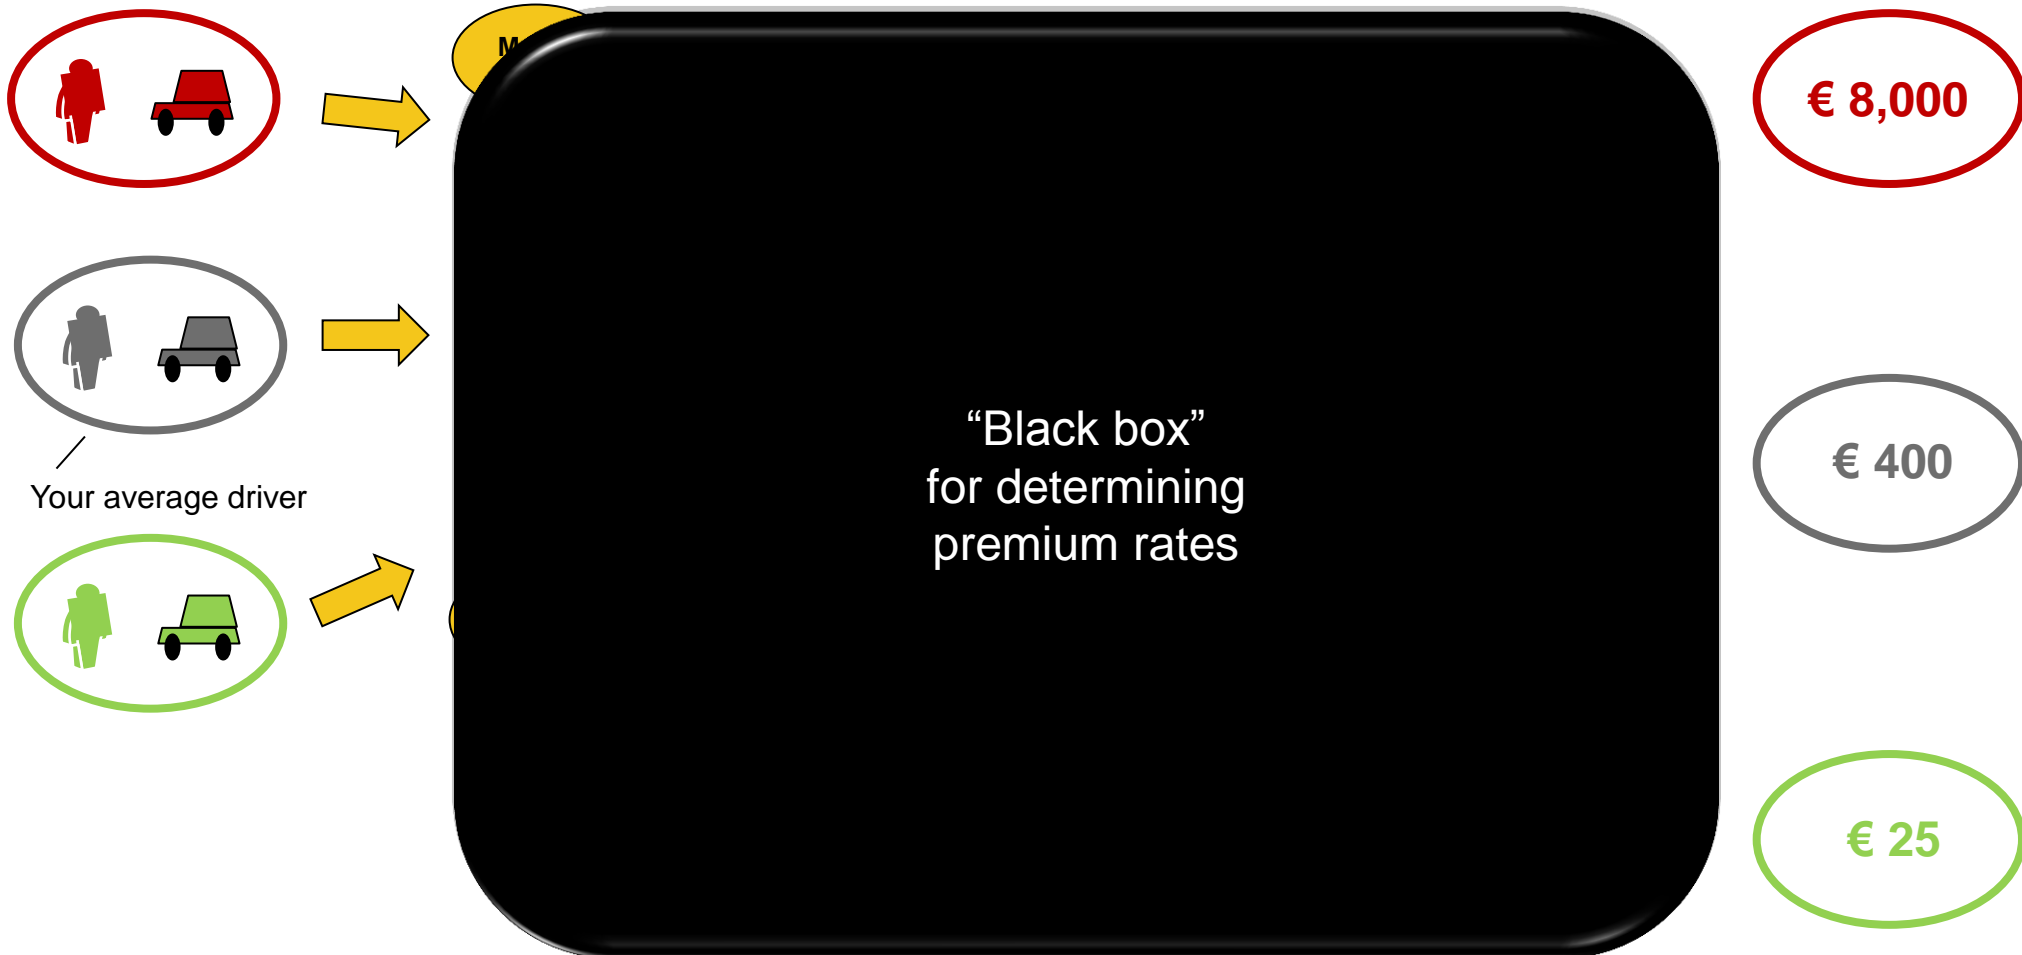 € 8,000
Your average driver
“Black box”
for determining
premium rates
€ 400
€ 25